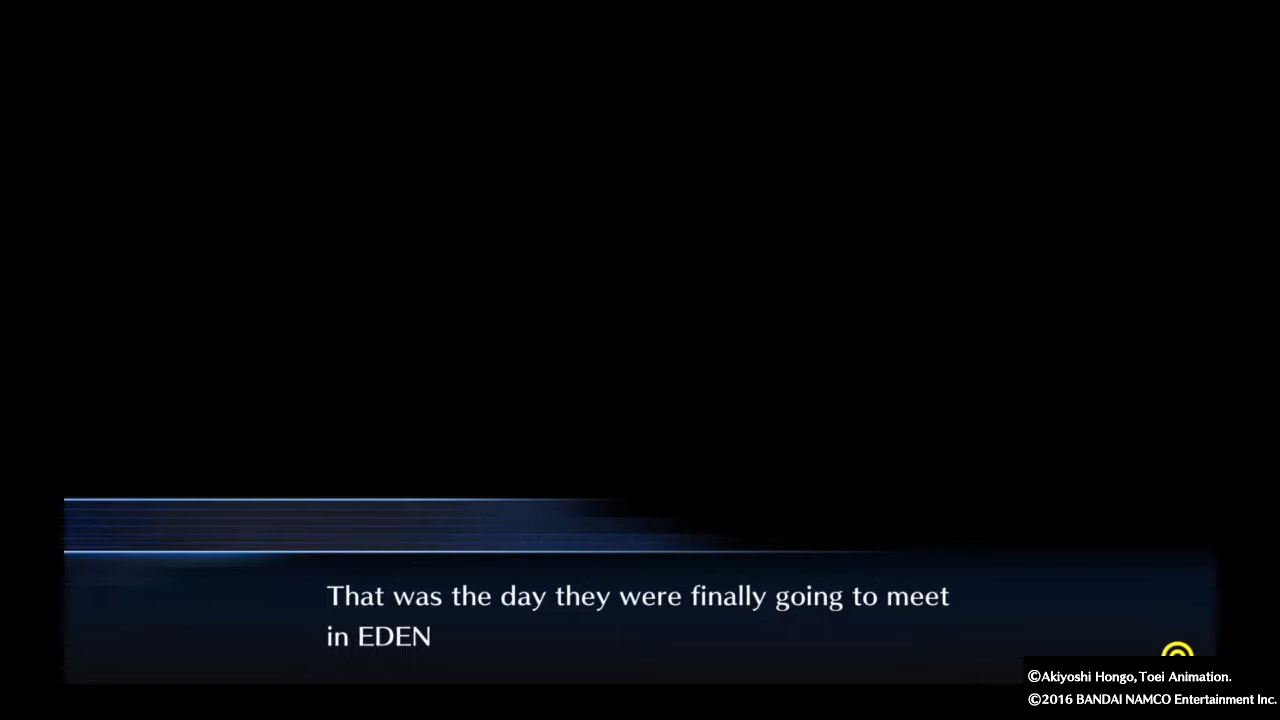 That was the day they were finally going to meet
in EDEN
©Akiyoshi Hongo, Toei Animation.
©2016 BANDAI NAMCO Entertainment Inc.